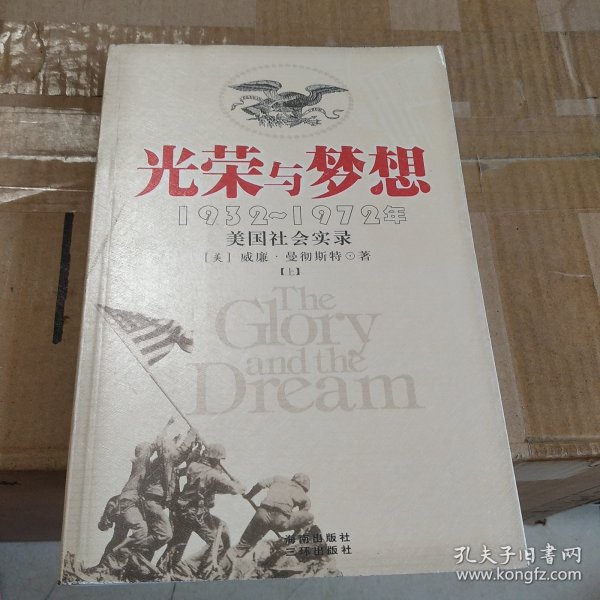 光荣与梦想
1932~1972年
美国社会实录
[美] 威廉·曼彻斯特⊙著
【上】
The
Glory
and the
Dream
海南出版社
三环出版社
孔夫子旧书网
www.kongfz.com